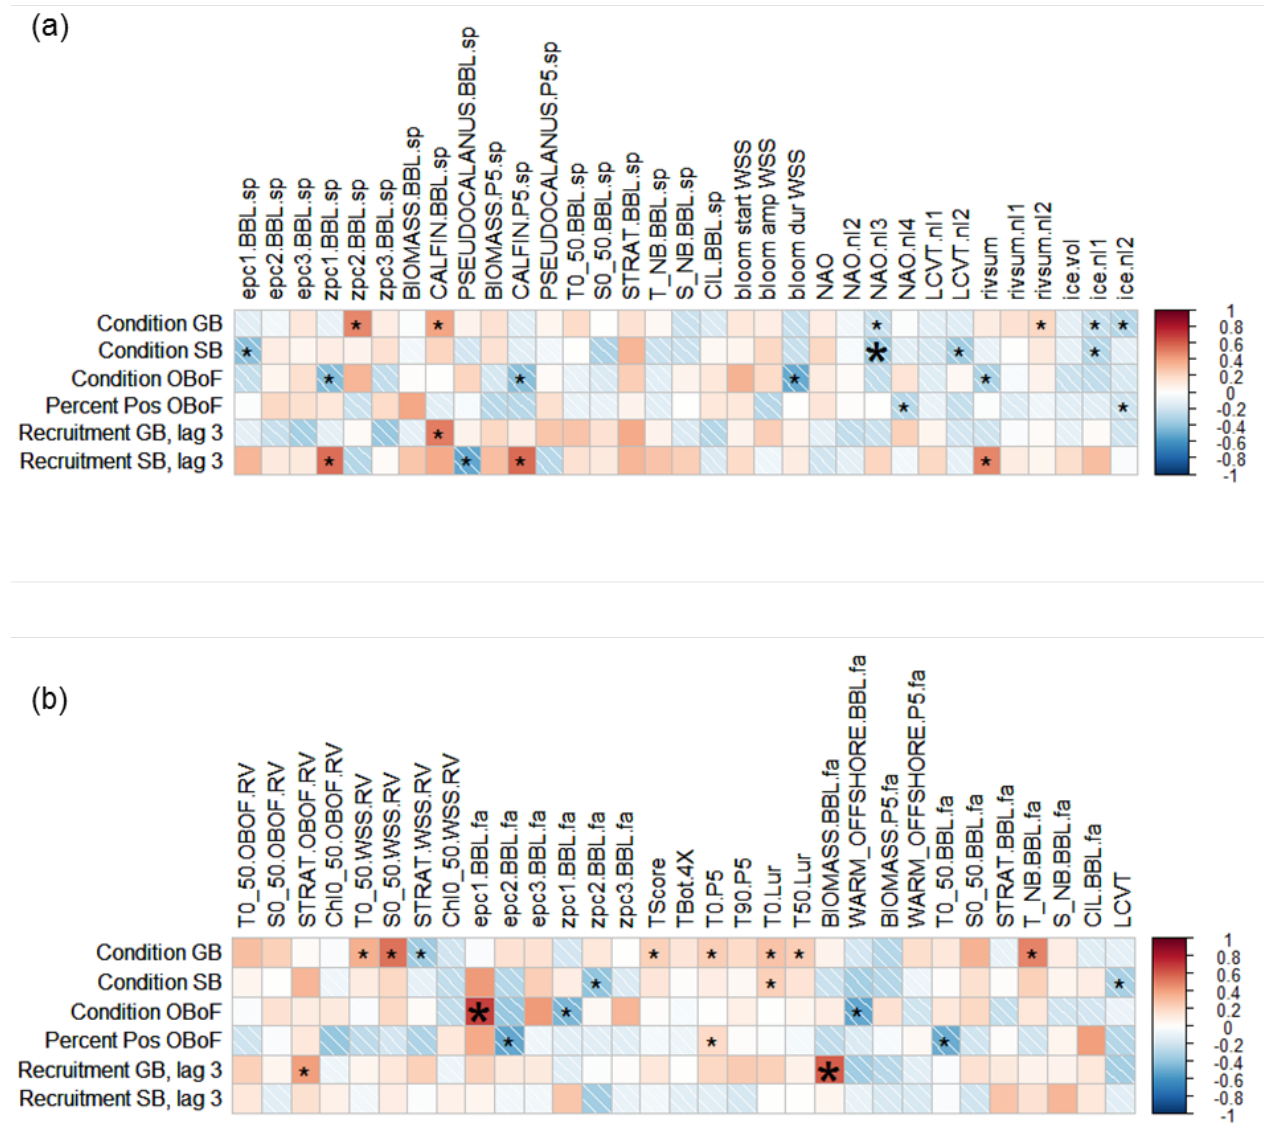 (a)
epc1.BBL.sp
epc2.BBL.sp
epc3.BBL.sp
zpc1.BBL.sp
zpc2.BBL.sp
zpc3.BBL.sp
BIOMASS.BBL.sp
CALFIN.BBL.sp
PSEUDOCALANUS.BBL.sp
BIOMASS.P5.sp
CALFIN.P5.sp
PSEUDOCALANUS.P5.sp
T0_50.BBL.sp
S0_50.BBL.sp
STRAT.BBL.sp
T_NB.BBL.sp
S_NB.BBL.sp
CIL.BBL.sp
bloom start WSS
bloom amp WSS
bloom dur WSS
NAO
NAO.nl2
NAO.nl3
NAO.nl4
LCVT.nl1
LCVT.nl2
rivsum
rivsum.nl1
rivsum.nl2
ice.vol
ice.nl1
ice.nl2
Condition GB
Condition SB
Condition OBoF
Percent Pos OBoF
Recruitment GB, lag 3
Recruitment SB, lag 3
1
0.8
0.6
0.4
0.2
0
-0.2
-0.4
-0.6
-0.8
-1
(b)
T0_50.OBOF.RV
S0_50.OBOF.RV
STRAT.OBOF.RV
Chl0_50.OBOF.RV
T0_50.WSS.RV
S0_50.WSS.RV
STRAT.WSS.RV
Chl0_50.WSS.RV
epc1.BBL.fa
epc2.BBL.fa
epc3.BBL.fa
zpc1.BBL.fa
zpc2.BBL.fa
zpc3.BBL.fa
TScore
TBot.4X
T0.P5
T90.P5
T0.Lur
T50.Lur
BIOMASS.BBL.fa
WARM_OFFSHORE.BBL.fa
BIOMASS.P5.fa
WARM_OFFSHORE.P5.fa
T0_50.BBL.fa
S0_50.BBL.fa
STRAT.BBL.fa
T_NB.BBL.fa
S_NB.BBL.fa
CIL.BBL.fa
LCVT
Condition GB
Condition SB
Condition OBoF
Percent Pos OBoF
Recruitment GB, lag 3
Recruitment SB, lag 3
1
0.8
0.6
0.4
0.2
0
-0.2
-0.4
-0.6
-0.8
-1